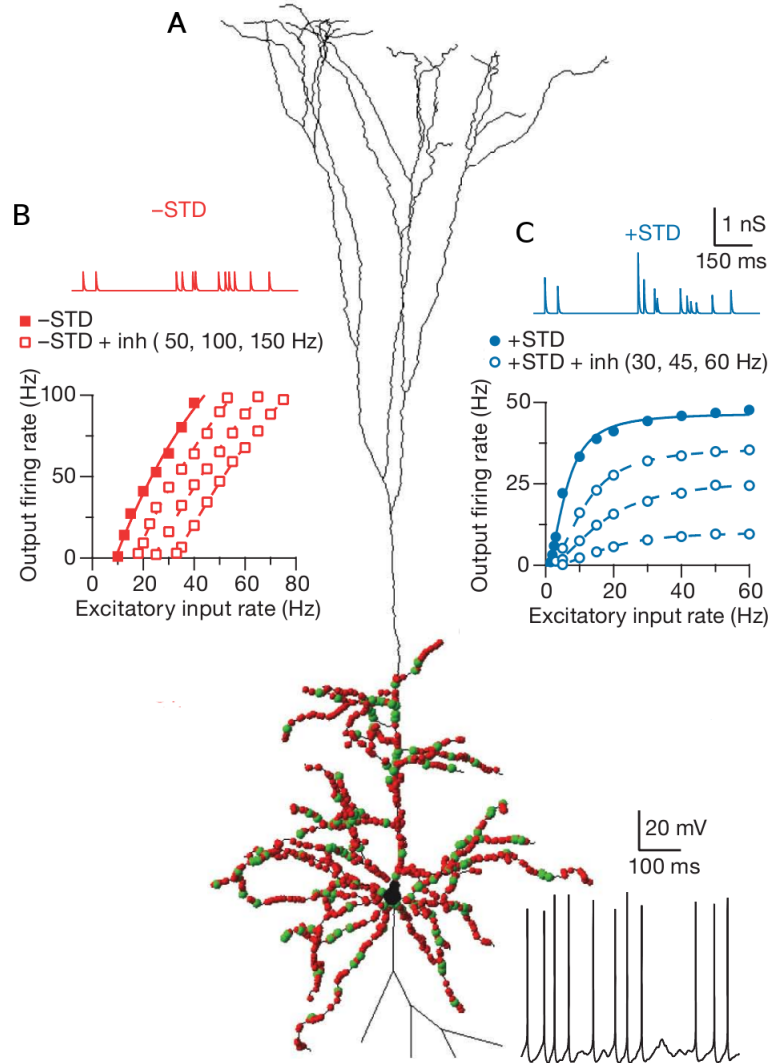 A
B
–STD
–STD
–STD + inh ( 50, 100, 150 Hz)
Output firing rate (Hz)
100
50
0
0 20 40 60 80
Excitatory input rate (Hz)
C
+STD
1 nS
150 ms
+STD
+STD + inh (30, 45, 60 Hz)
Output firing rate (Hz)
50
25
0
0 20 40 60
Excitatory input rate (Hz)
20 mV
100 ms